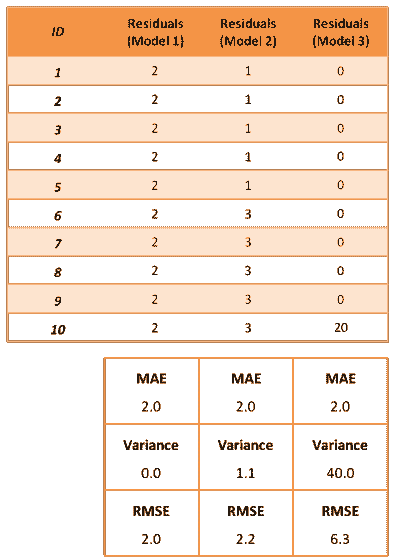 ID Residuals (Model 1) Residuals (Model 2) Residuals (Model 3)
1 2 1 0
2 2 1 0
3 2 1 0
4 2 1 0
5 2 1 0
6 2 3 0
7 2 3 0
8 2 3 0
9 2 3 0
10 2 3 20
MAE MAE MAE
2.0 2.0 2.0
Variance Variance Variance
0.0 1.1 40.0
RMSE RMSE RMSE
2.0 2.2 6.3